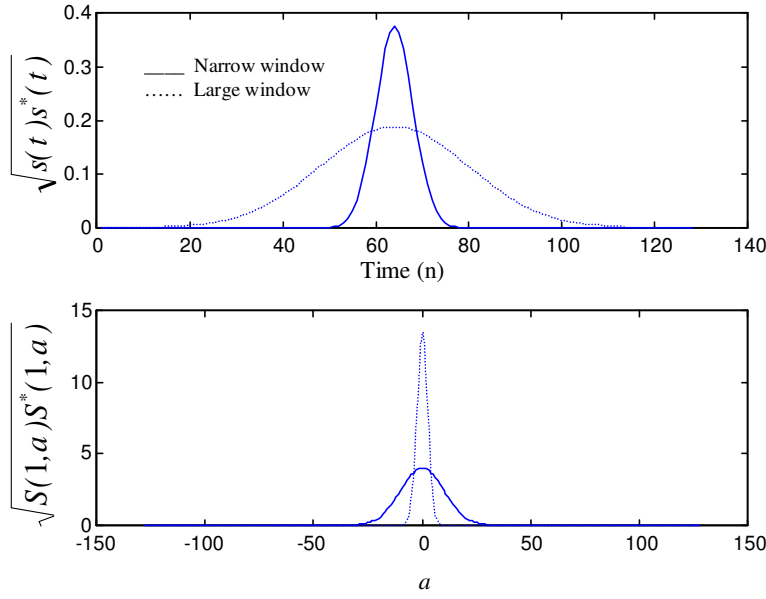 0.4
0.3
0.2
0.1
0
√s(t)s*(t)
Narrow window
Large window
0 20 40 60 80 100 120 140
Time (n)
15
10
5
0
√S(1,a)S*(1,a)
-150 -100 -50 0 50 100 150
a